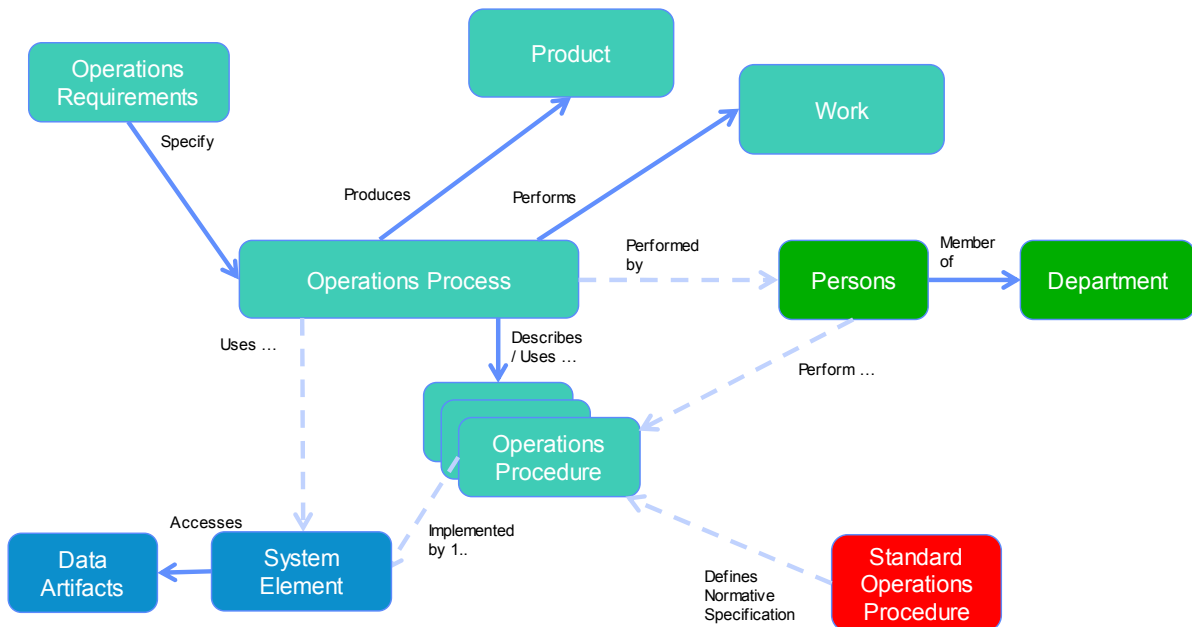 Product
Operations
Requirements
Work
Specify
Produces
Performs
Performed
by
Member
of
Operations Process
Persons
Department
Uses …
Describes
/ Uses …
Perform …
Operations
Procedure
Accesses
Implemented
by 1..
Data
Artifacts
System
Element
Defines
Normative
Specification
Standard
Operations
Procedure